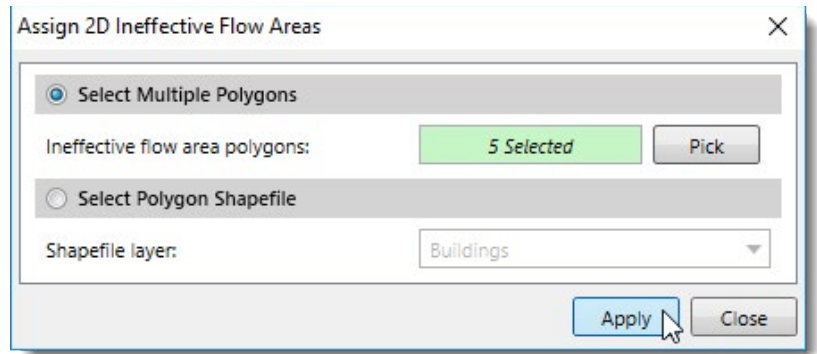 Assign 2D Ineffective Flow Areas
Select Multiple Polygons
Ineffective flow area polygons: 5 Selected Pick
Select Polygon Shapefile
Shapefile layer: Buildings
Apply Close